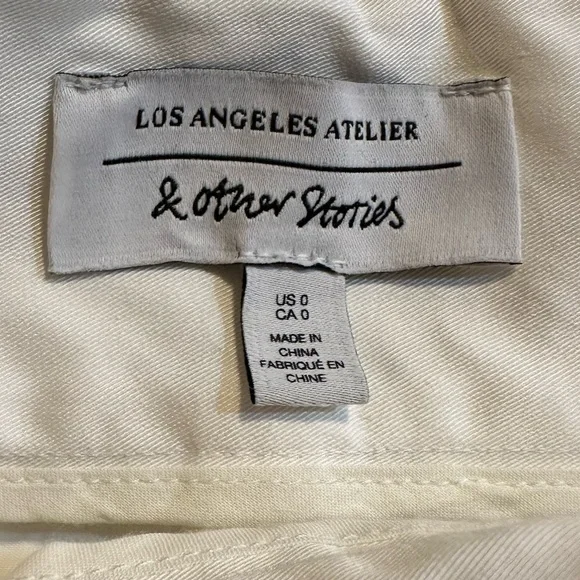 LOS ANGELES ATELIER
& other Stories
US 0
CA 0
MADE IN
CHINA
FABRIQUÉ EN
CHINE